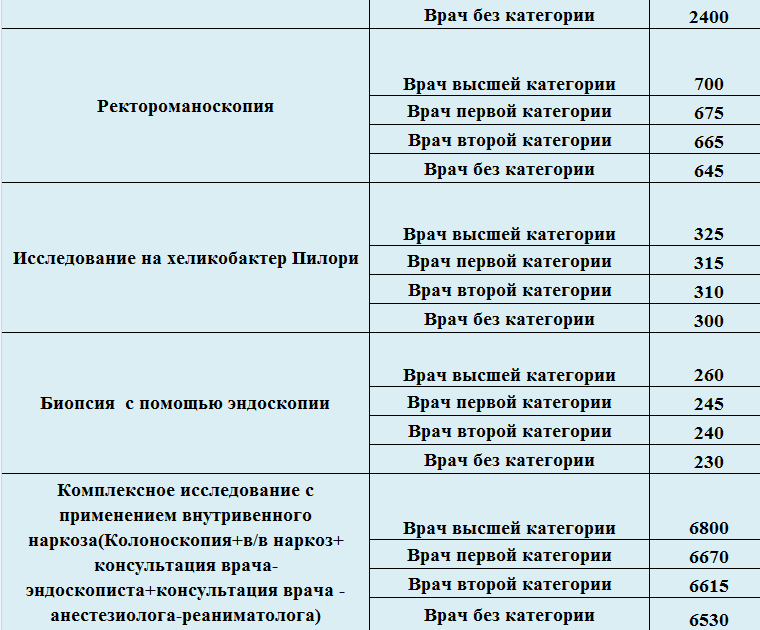 Врач без категории 2400
Ректороманоскопия
Врач высшей категории 700
Врач первой категории 675
Врач второй категории 665
Врач без категории 645
Исследование на хеликобактер Пилори
Врач высшей категории 325
Врач первой категории 315
Врач второй категории 310
Врач без категории 300
Биопсия с помощью эндоскопии
Врач высшей категории 260
Врач первой категории 245
Врач второй категории 240
Врач без категории 230
Комплексное исследование с
применением внутривенного
наркоза(Колоноскопия+в/в наркоз+
консультация врача-
эндоскописта+консультация врача -
анестезиолога-реаниматолога)
Врач высшей категории 6800
Врач первой категории 6670
Врач второй категории 6615
Врач без категории 6530